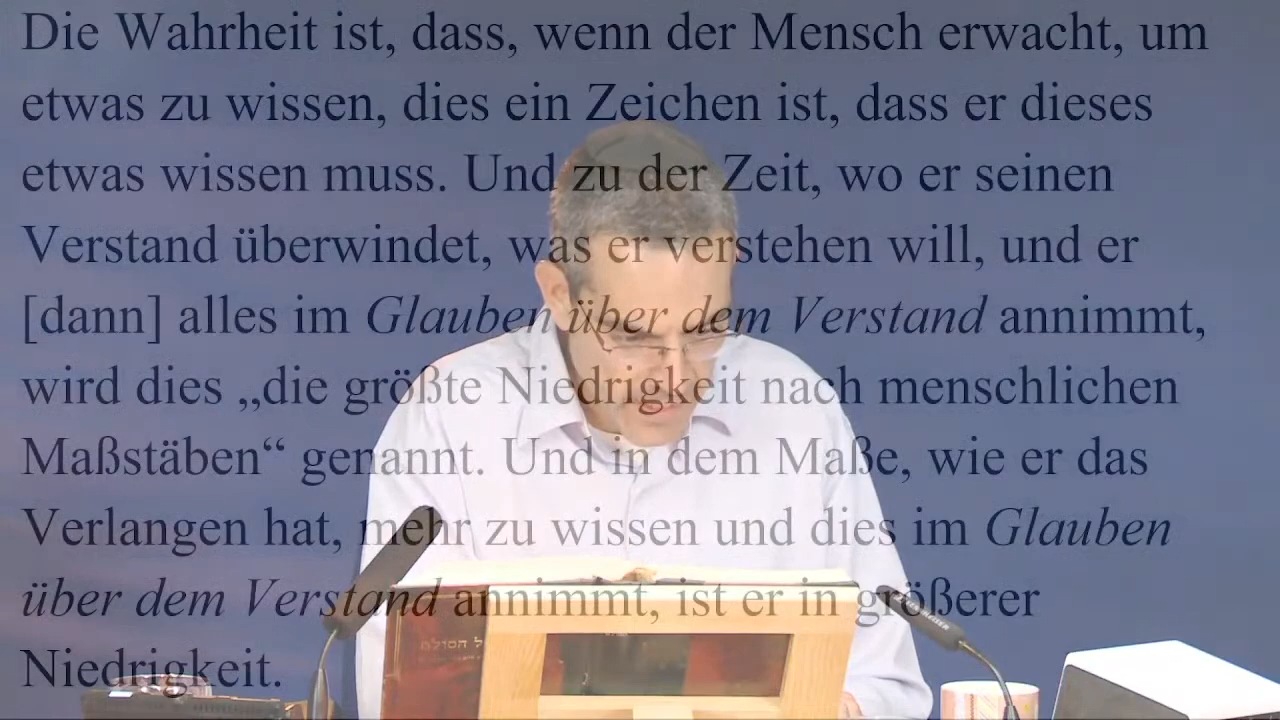 Die Wahrheit ist, dass, wenn der Mensch erwacht, um
etwas zu wissen, dies ein Zeichen ist, dass er dieses
etwas wissen muss. Und zu der Zeit, wo er seinen
Verstand überwindet, was er verstehen will, und er
[dann] alles im Glauben über dem Verstand annimmt,
wird dies „die größte Niedrigkeit nach menschlichen
Maßstäben“ genannt. Und in dem Maße, wie er das
Verlangen hat, mehr zu wissen und dies im Glauben
über dem Verstand annimmt, ist er in größerer
Niedrigkeit.